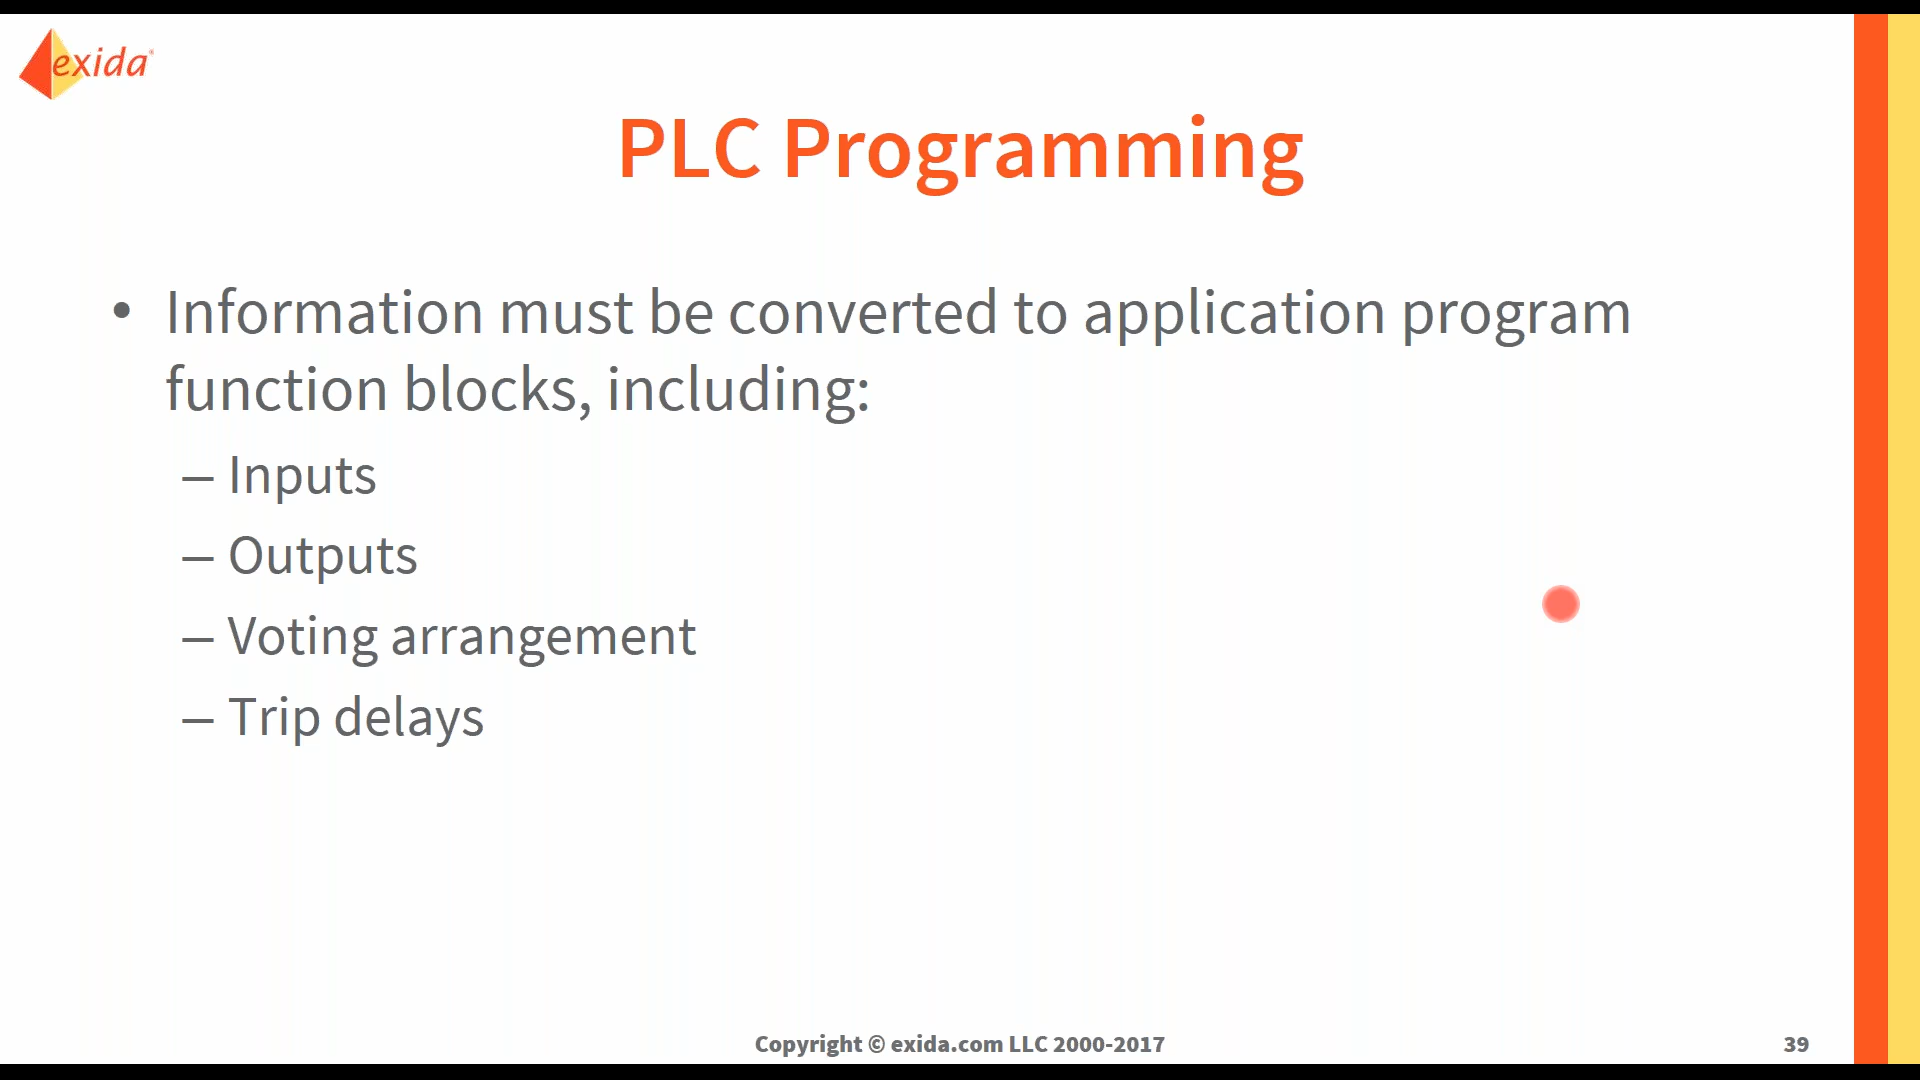 exida
PLC Programming
• Information must be converted to application program
function blocks, including:
– Inputs
– Outputs
– Voting arrangement
– Trip delays
Copyright © exida.com LLC 2000-2017
39